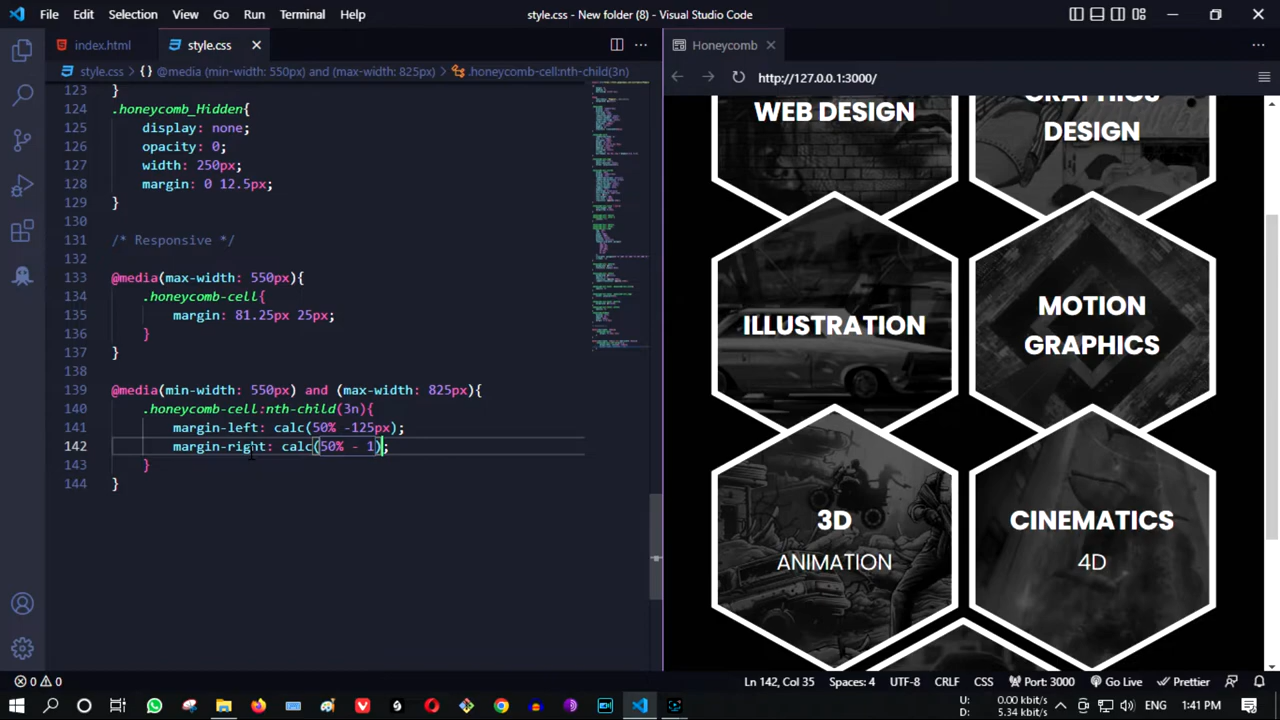 File Edit Selection View Go Run Terminal Help
style.css - New folder (8) - Visual Studio Code
index.html
style.css
Honeycomb
style.css
@media (min-width: 550px) and (max-width: 825px)
.honeycomb-cell:nth-child(3n)
http://127.0.0.1:3000/
123 }
124 .honeycomb_Hidden{
125 display: none;
126 opacity: 0;
127 width: 250px;
128 margin: 0 12.5px;
129 }
130
131 /* Responsive */
132
133 @media(max-width: 550px){
134 .honeycomb-cell{
135 margin: 81.25px 25px;
136 }
137 }
138
139 @media(min-width: 550px) and (max-width: 825px){
140 .honeycomb-cell:nth-child(3n){
141 margin-left: calc(50% -125px);
142 margin-right: calc(50% - 1);
143 }
144 }
WEB DESIGN
GRAPHICS
DESIGN
ILLUSTRATION
MOTION
GRAPHICS
3D
ANIMATION
CINEMATICS
4D
0 0
Ln 142, Col 35
Spaces: 4
UTF-8
CRLF
CSS
Port: 3000
Go Live
Prettier
U: 0.00 kbit/s
D: 5.34 kbit/s
ENG
1:41 PM